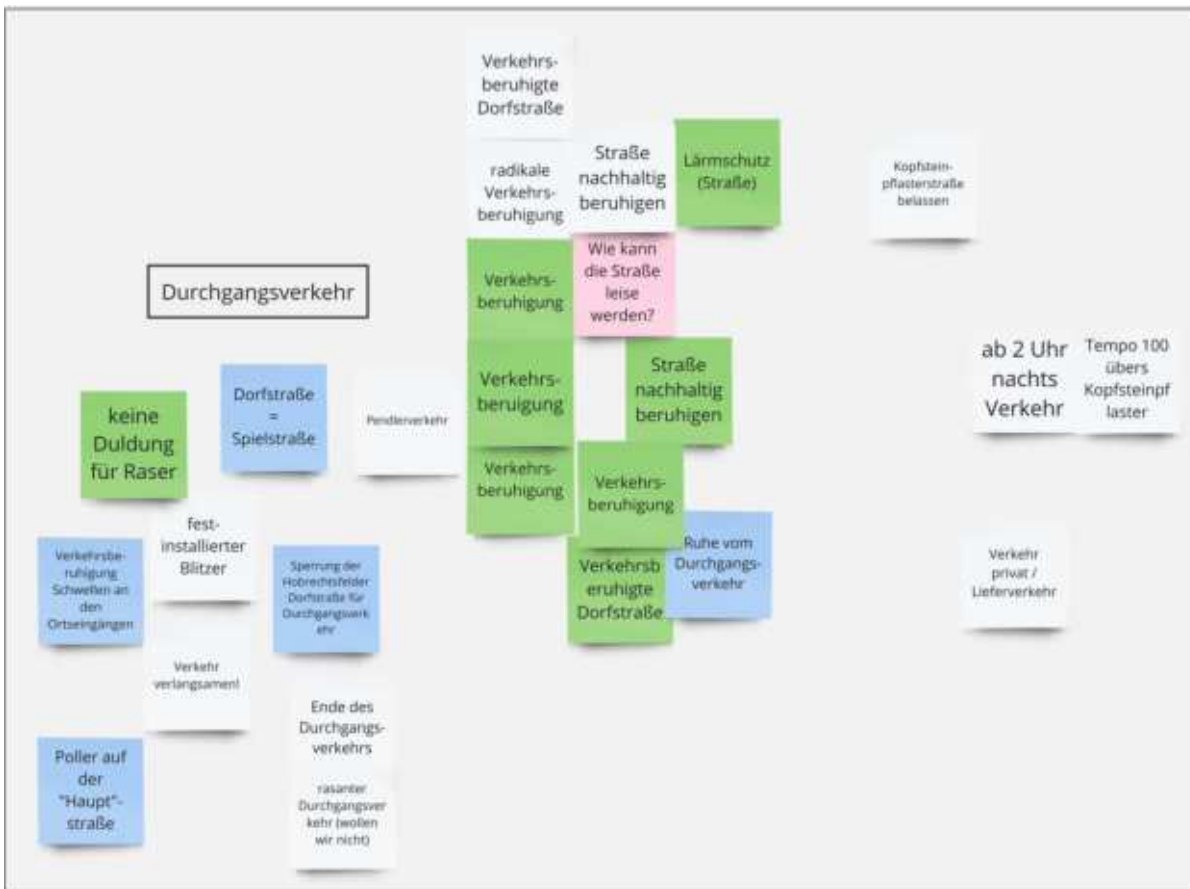 Verkehrs-
beruhigte
Dorfstraße
radikale
Verkehrs-
beruhigung
Straße
nachhaltig
beruhigen
Lärmschutz
(Straße)
Kopfstein-
pflasterstraße
belassen
Verkehrs-
beruhigung
Wie kann
die Straße
leise
werden?
Durchgangsverkehr
ab 2 Uhr
nachts
Verkehr
Tempo 100
übers
Kopfsteinpf
laster
keine
Duldung
für Raser
Dorfstraße
=
Spielstraße
Pendlerverkehr
Verkehrs-
beruigung
Straße
nachhaltig
beruhigen
Verkehrs-
beruhigung
Verkehrs-
beruhigung
fest-
installierter
Blitzer
Verkehrsbe-
ruhigung
Schwellen an
den
Ortseingängen
Sperrung der
Hobrechtsfelder
Dorfstraße für
Durchgangsverk
ehr
Verkehrsb
eruhigte
Dorfstraße
Ruhe vom
Durchgangs-
verkehr
Verkehr
privat /
Lieferverkehr
Verkehr
verlangsamen!
Ende des
Durchgangs-
verkehrs
Poller auf
der
"Haupt"-
straße
rasanter
Durchgangsver
kehr (wollen
wir nicht)